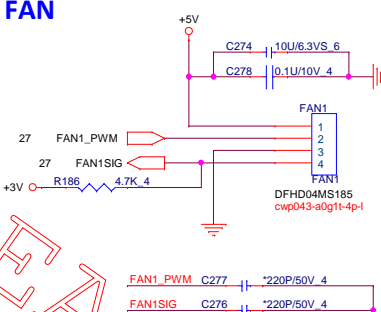 FAN
+5V
C274 10U/6.3VS_6
C278 0.1U/10V_4
FAN1
1
27 FAN1_PWM 2
3
27 FAN1SIG 4
+3V R186 4.7K_4 FAN1
DFHD04MS185
cwp043-a0g1t-4p-l
FAN1_PWM C277 *220P/50V_4
FAN1SIG C276 *220P/50V_4